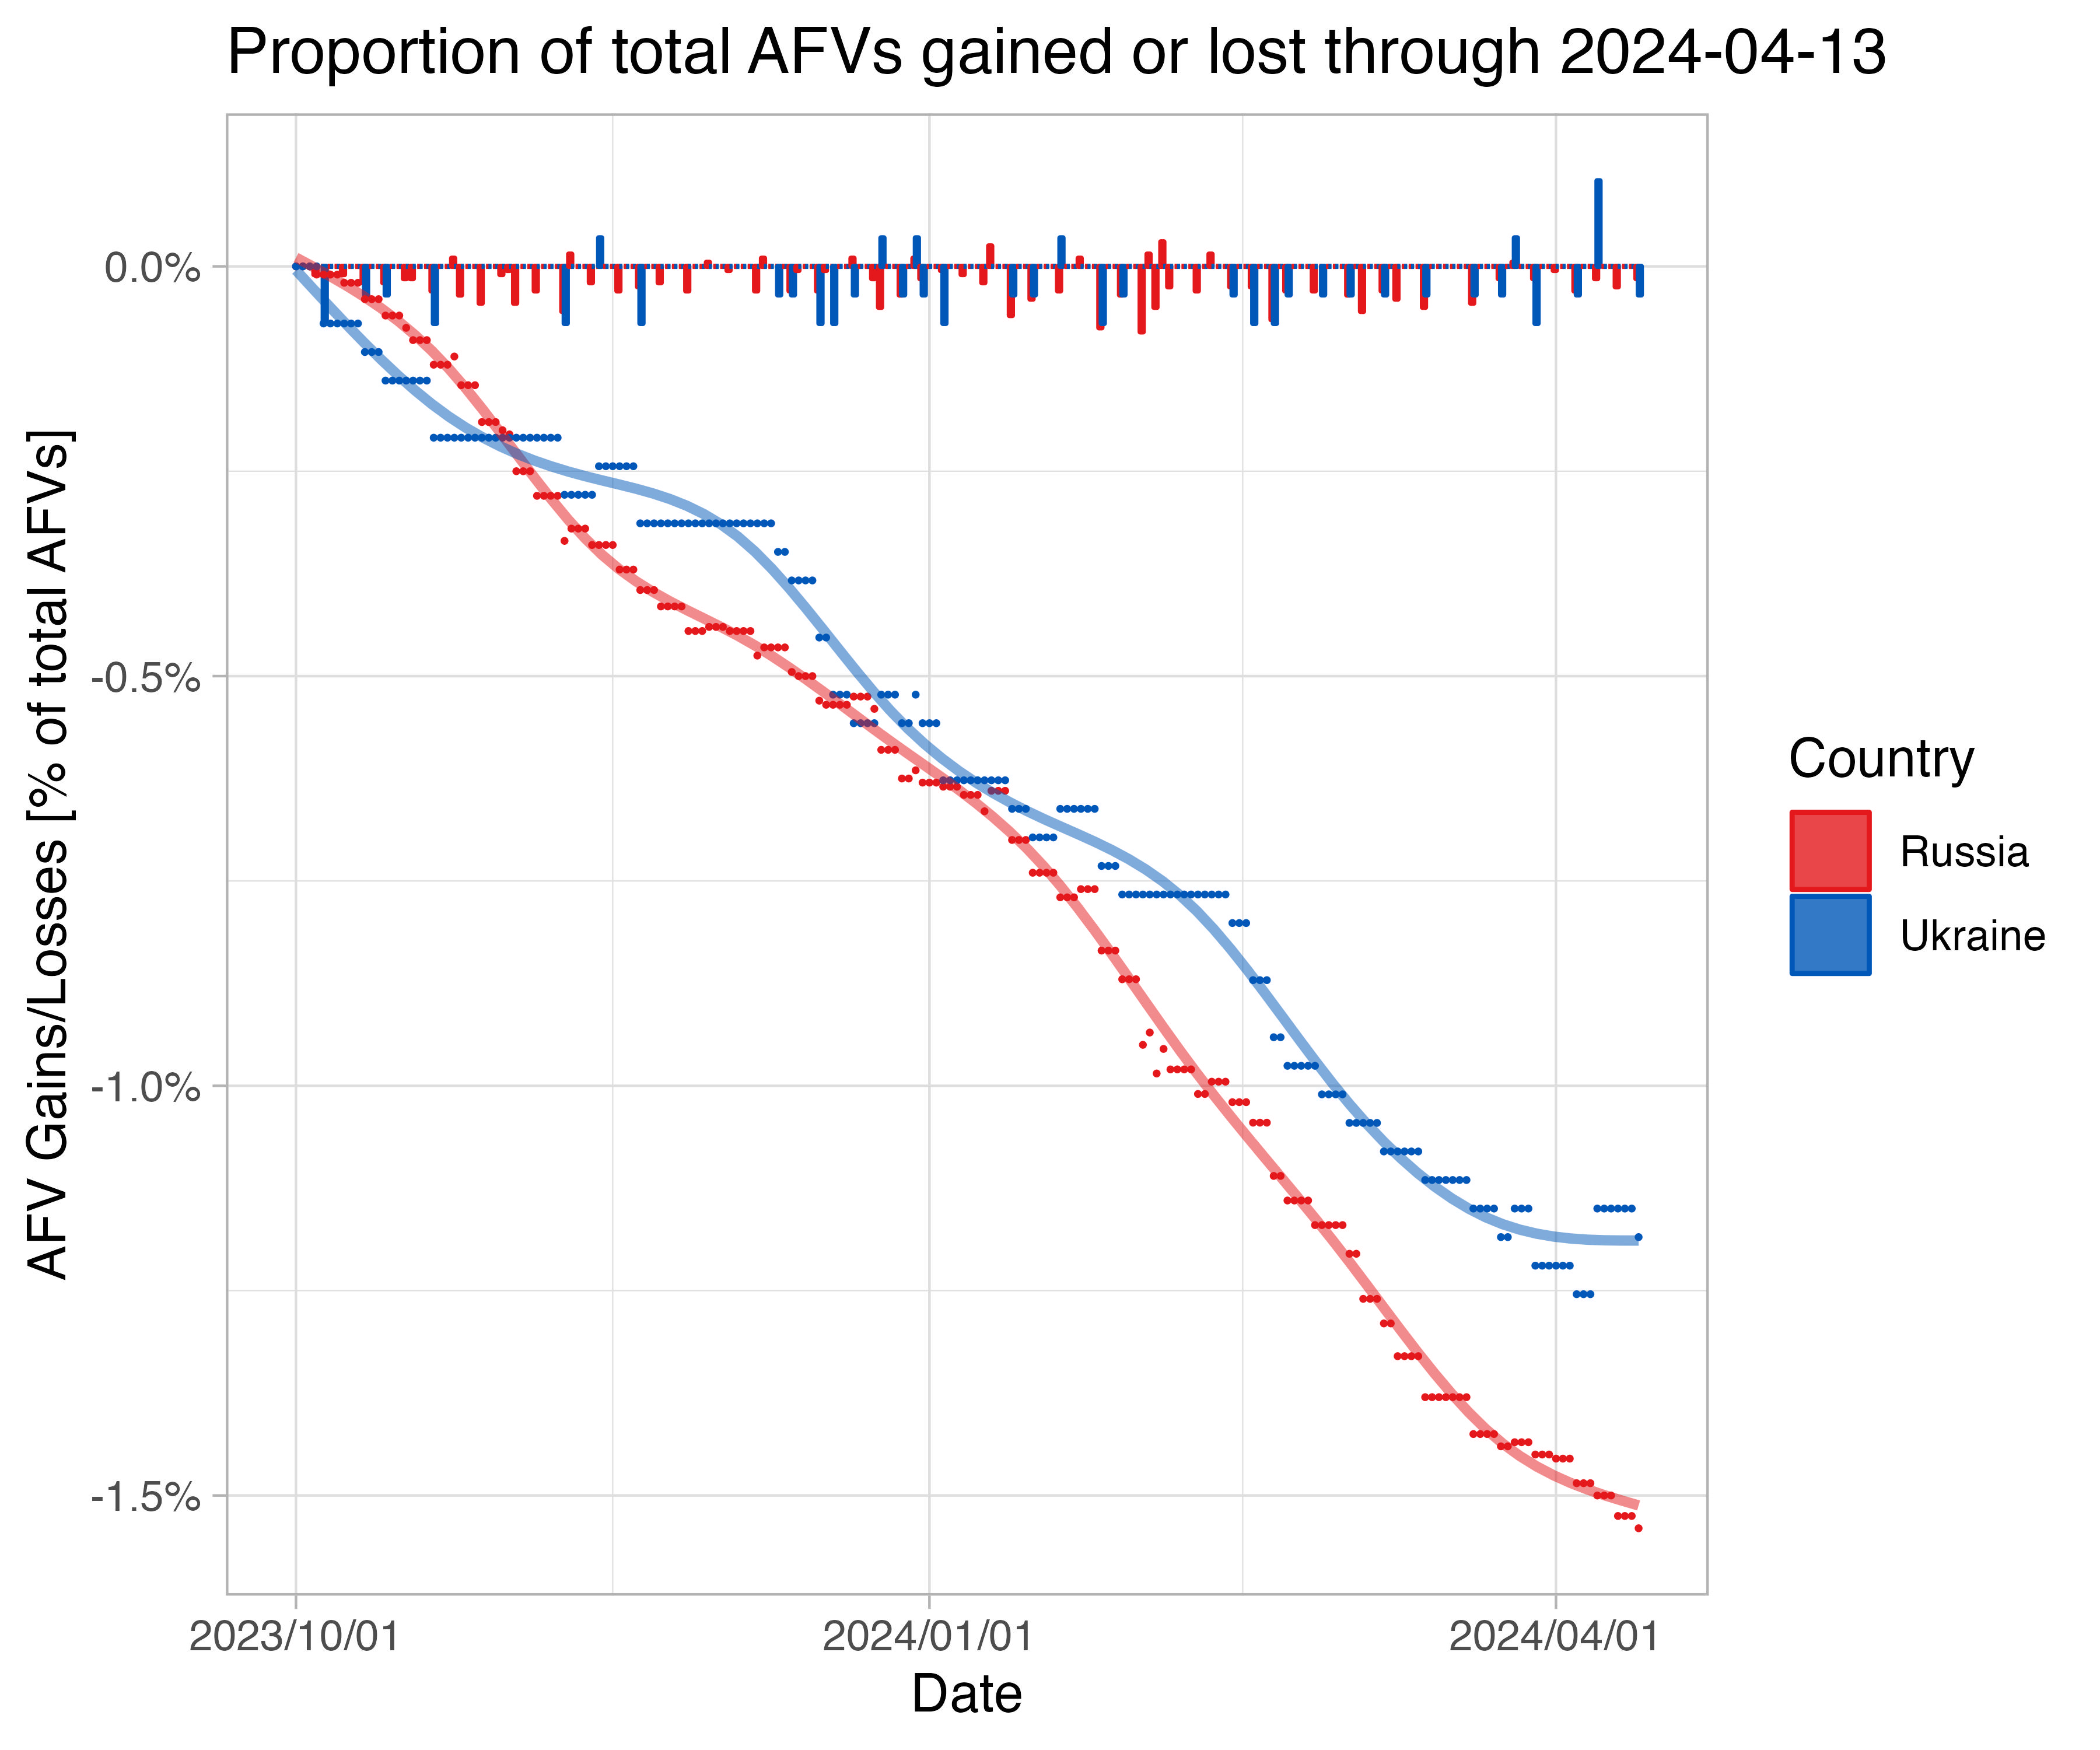 Proportion of total AFVs gained or lost through 2024-04-13
AFV Gains/Losses [% of total AFVs]
0.0%
-0.5%
-1.0%
-1.5%
2023/10/01
2024/01/01
2024/04/01
Date
Country
Russia
Ukraine